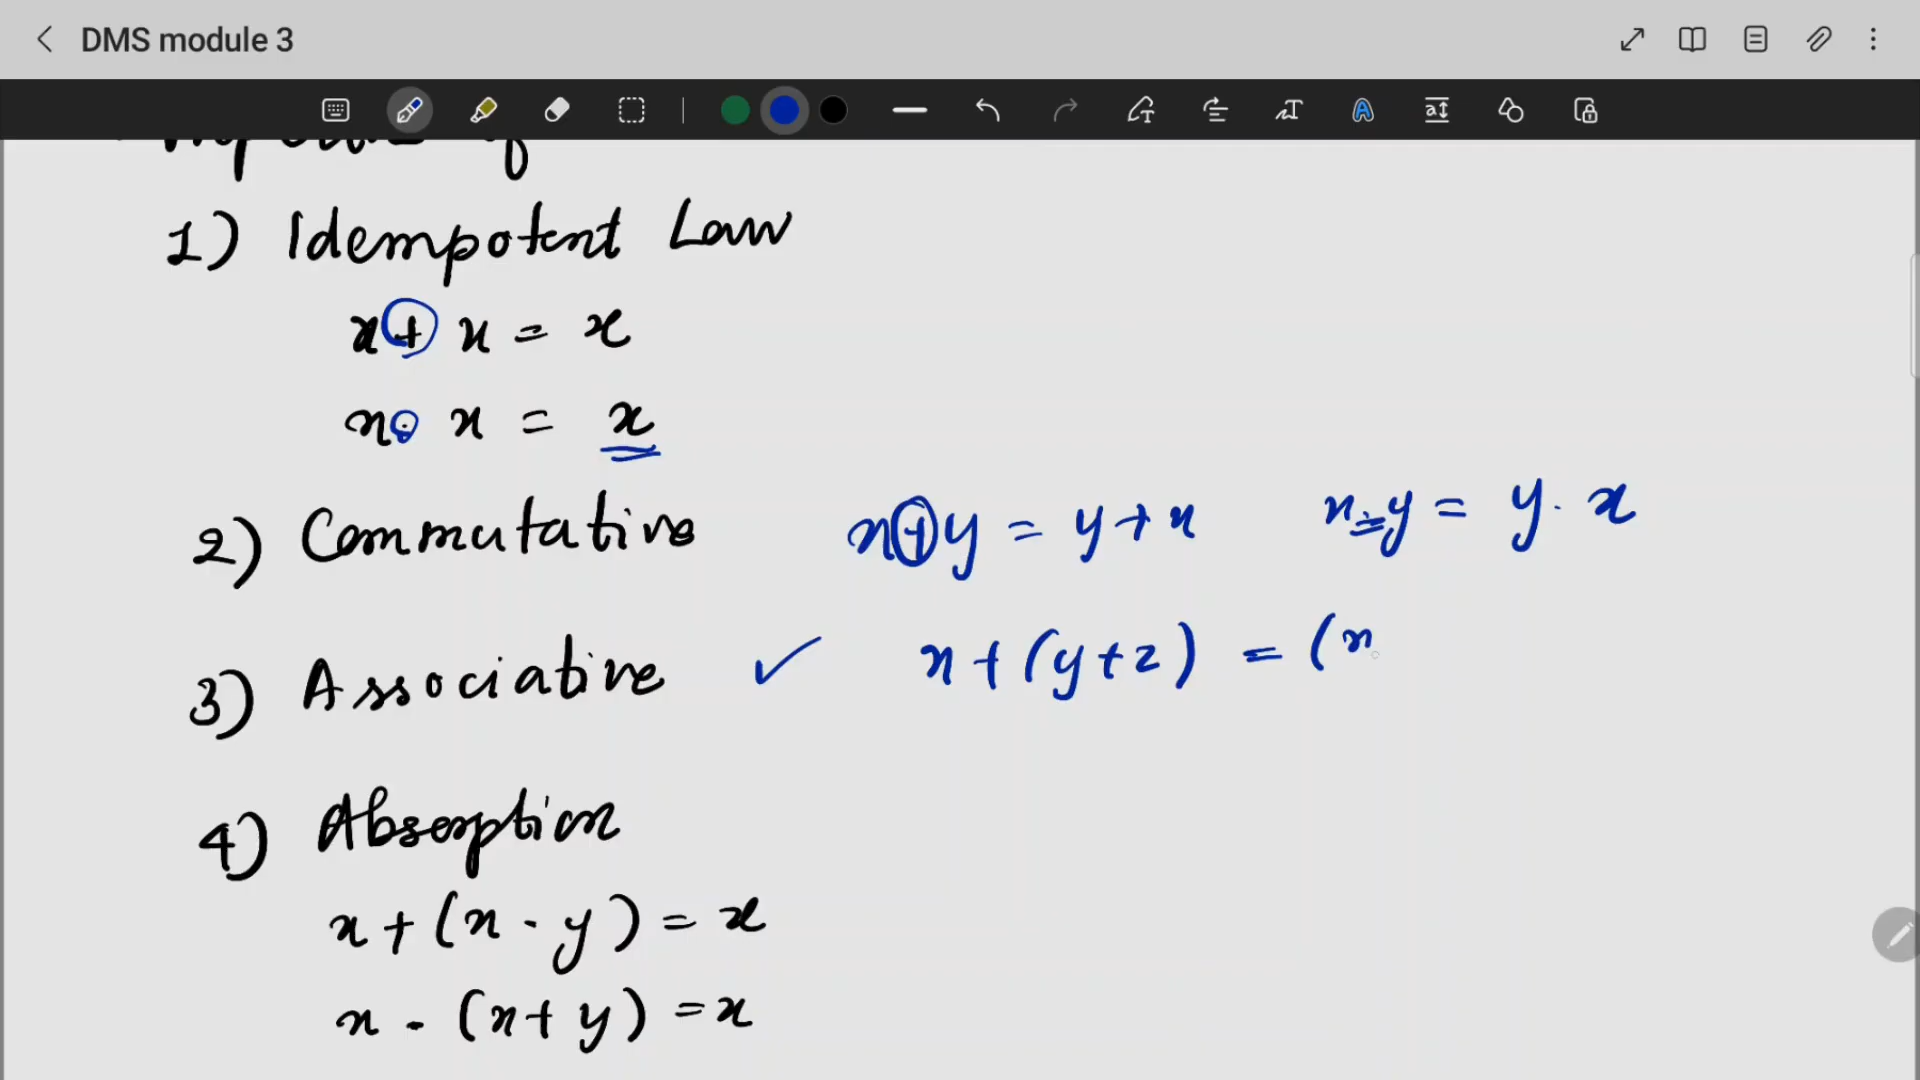 DMS module 3
1) Idempotent Law
x + x = x
x . x = x
2) Commutative x + y = y + x x . y = y . x
3) Associative ✓ x + (y + z) = (x
4) Absorption
x + (x . y) = x
x . (x + y) = x